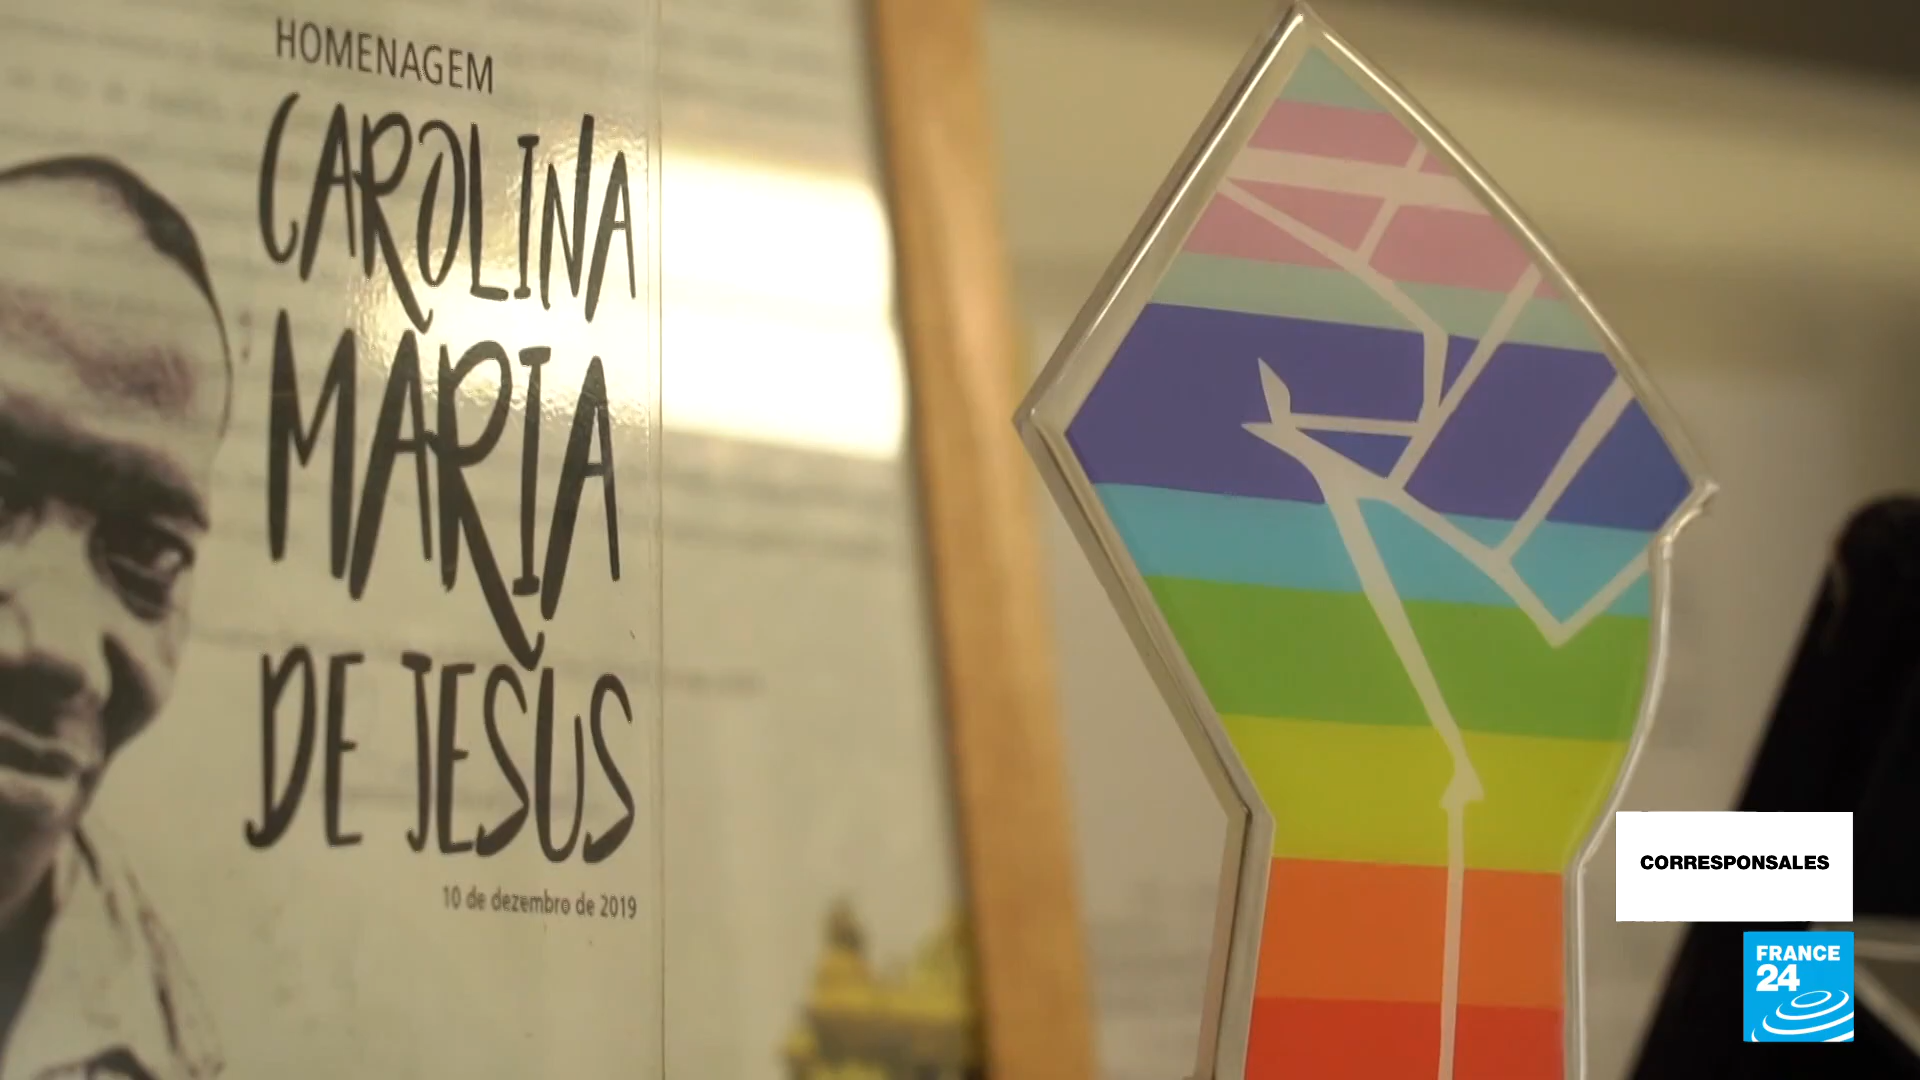 HOMENAGEM
CAROLINA
MARIA
DE JESUS
10 de dezembro de 2019
CORRESPONSALES
FRANCE
24